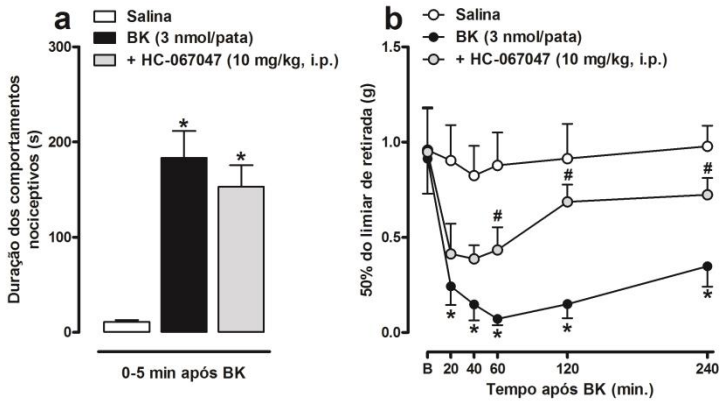 a
Salina
BK (3 nmol/pata)
+ HC-067047 (10 mg/kg, i.p.)
Duração dos comportamentos
nociceptivos (s)
300
200
100
0
*
*
0-5 min após BK
b
Salina
BK (3 nmol/pata)
+ HC-067047 (10 mg/kg, i.p.)
50% do limiar de retirada (g)
1.0
0.5
0.0
#
#
#
*
*
*
*
*
B 20 40 60 120 240
Tempo após BK (min.)